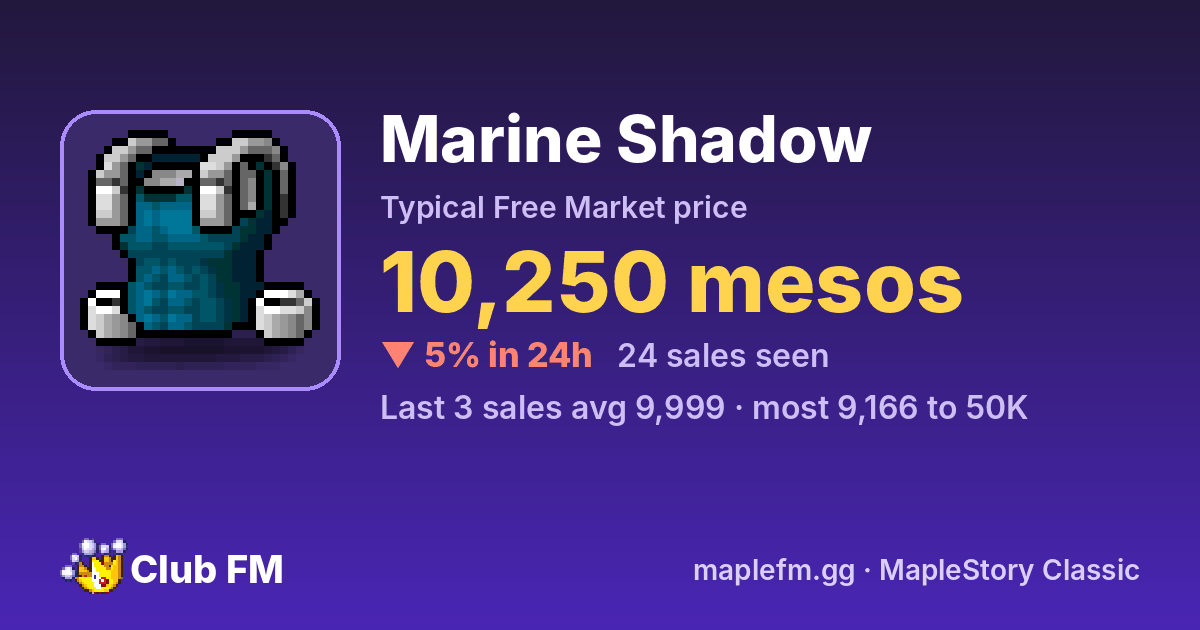 Marine Shadow
Typical Free Market price
10,250 mesos
▼ 5% in 24h 24 sales seen
Last 3 sales avg 9,999 · most 9,166 to 50K
Club FM
maplefm.gg · MapleStory Classic